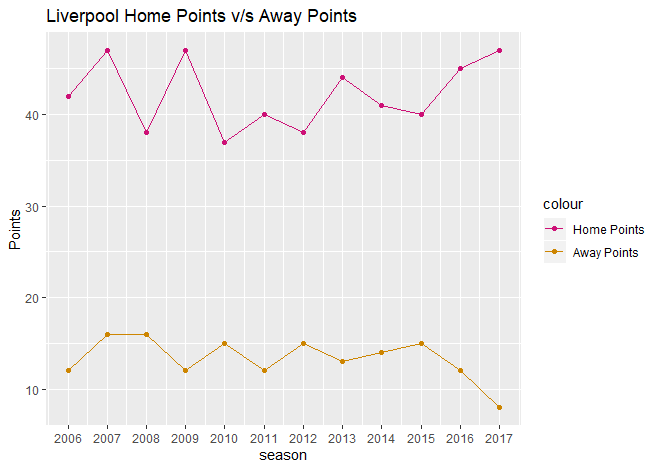 Liverpool Home Points v/s Away Points
Points
40
30
20
10
2006 2007 2008 2009 2010 2011 2012 2013 2014 2015 2016 2017
season
colour
Home Points
Away Points